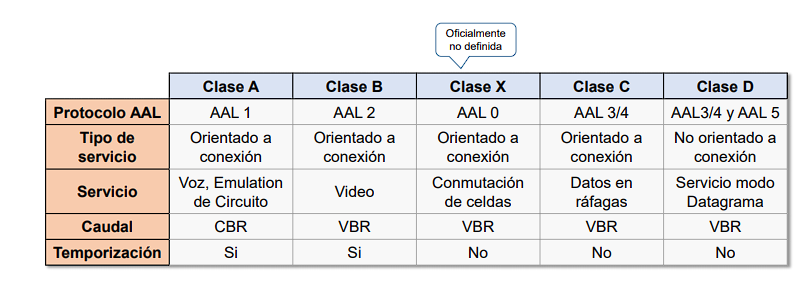 Oficialmente
no definida
Clase A Clase B Clase X Clase C Clase D
Protocolo AAL AAL 1 AAL 2 AAL 0 AAL 3/4 AAL3/4 y AAL 5
Tipo de servicio Orientado a conexión Orientado a conexión Orientado a conexión Orientado a conexión No orientado a conexión
Servicio Voz, Emulation de Circuito Video Conmutación de celdas Datos en ráfagas Servicio modo Datagrama
Caudal CBR VBR VBR VBR VBR
Temporización Si Si No No No